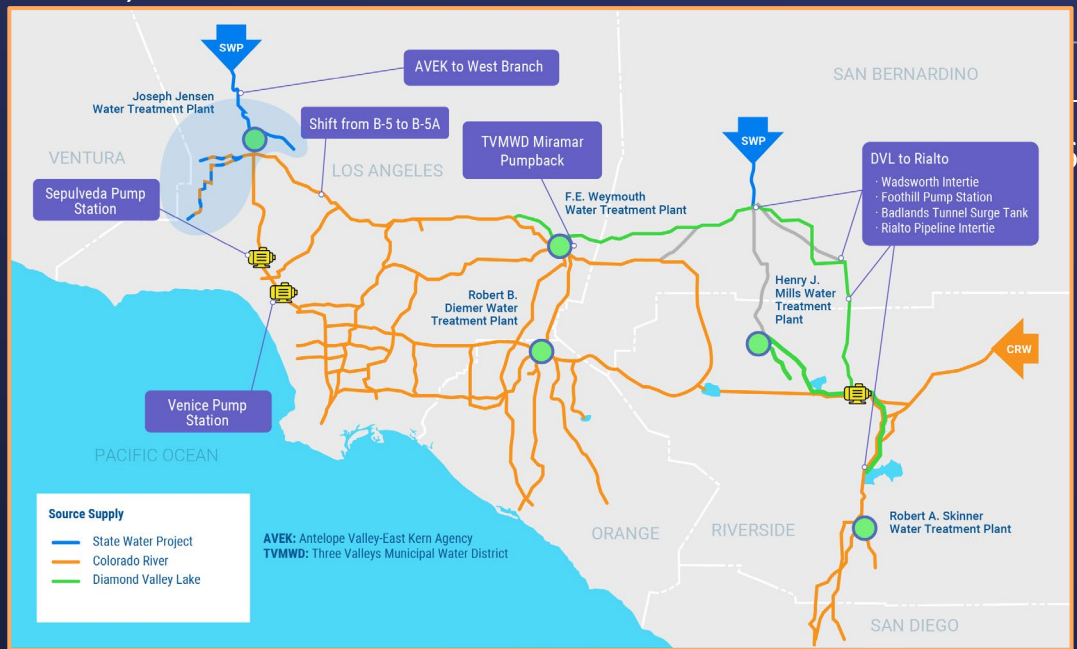 SWP
AVEK to West Branch
SAN BERNARDINO
Joseph Jensen
Water Treatment Plant
Shift from B-5 to B-5A
TVMWD Miramar
Pumpback
SWP
DVL to Rialto
· Wadsworth Intertie
· Foothill Pump Station
· Badlands Tunnel Surge Tank
· Rialto Pipeline Intertie
VENTURA
LOS ANGELES
Sepulveda Pump
Station
F.E. Weymouth
Water Treatment Plant
Robert B.
Diemer Water
Treatment Plant
Henry J.
Mills Water
Treatment
Plant
CRW
Venice Pump
Station
PACIFIC OCEAN
Source Supply
State Water Project
Colorado River
Diamond Valley Lake
AVEK: Antelope Valley-East Kern Agency
TVMWD: Three Valleys Municipal Water District
ORANGE
RIVERSIDE
Robert A. Skinner
Water Treatment Plant
SAN DIEGO